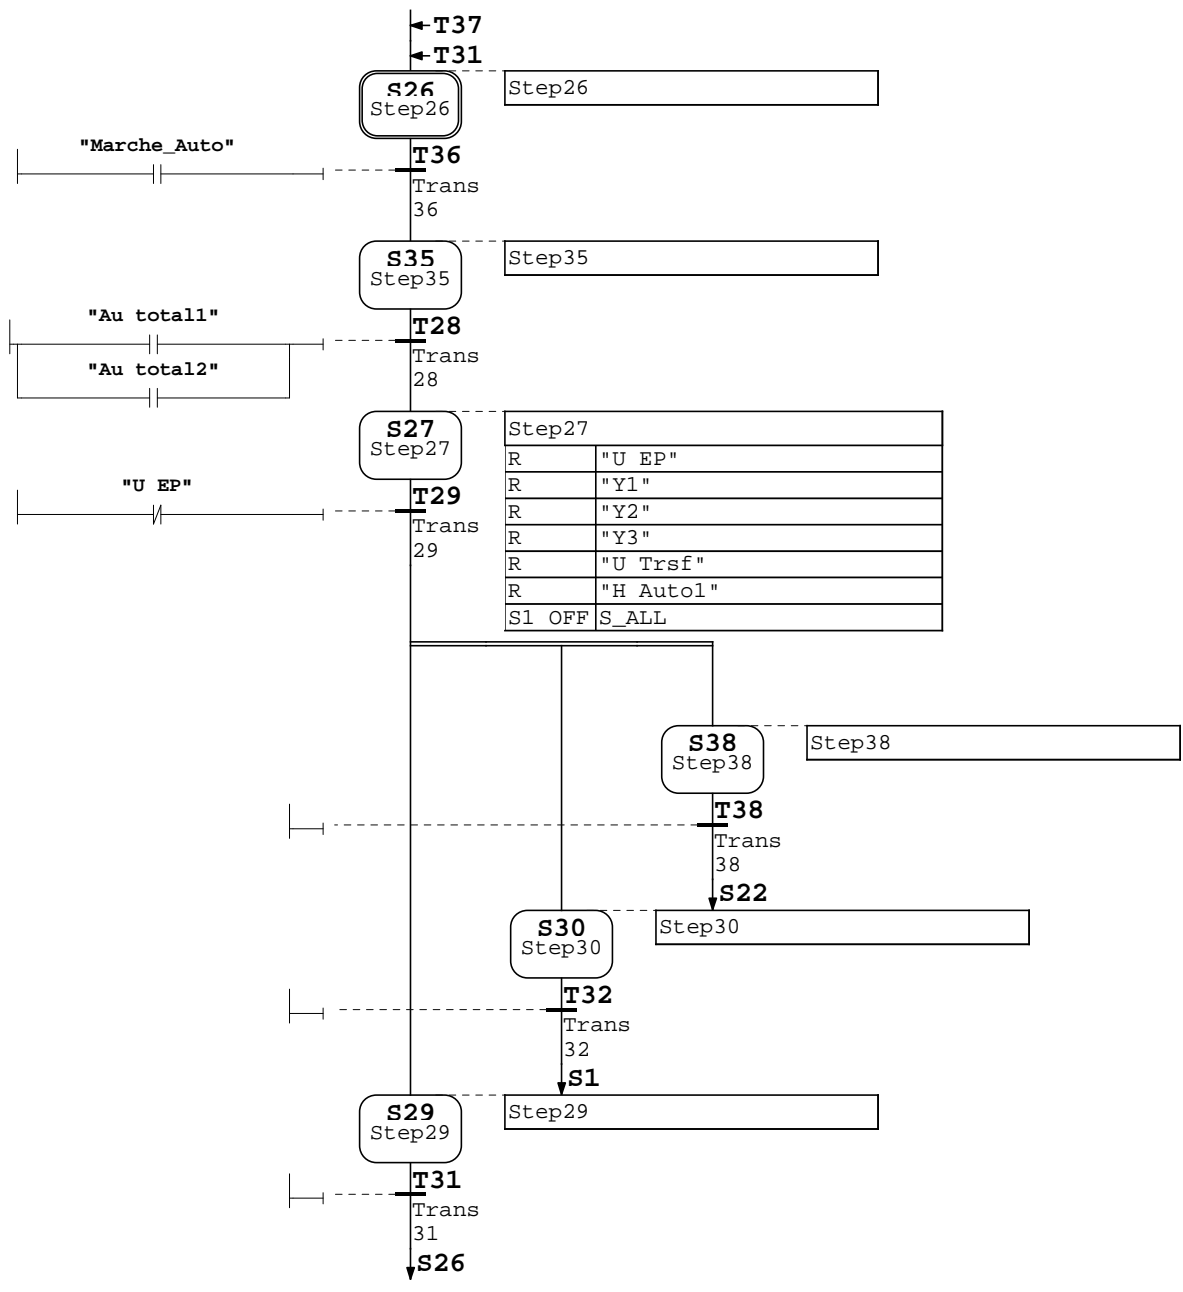 T37
T31
S26
Step26
Step26
"Marche_Auto"
T36
Trans
36
S35
Step35
Step35
"Au total1"
"Au total2"
T28
Trans
28
S27
Step27
Step27
R "U EP"
R "Y1"
R "Y2"
R "Y3"
R "U Trsf"
R "H Auto1"
S1 OFF S_ALL
"U EP"
T29
Trans
29
S38
Step38
Step38
T38
Trans
38
S22
S30
Step30
Step30
T32
Trans
32
S1
S29
Step29
Step29
T31
Trans
31
S26